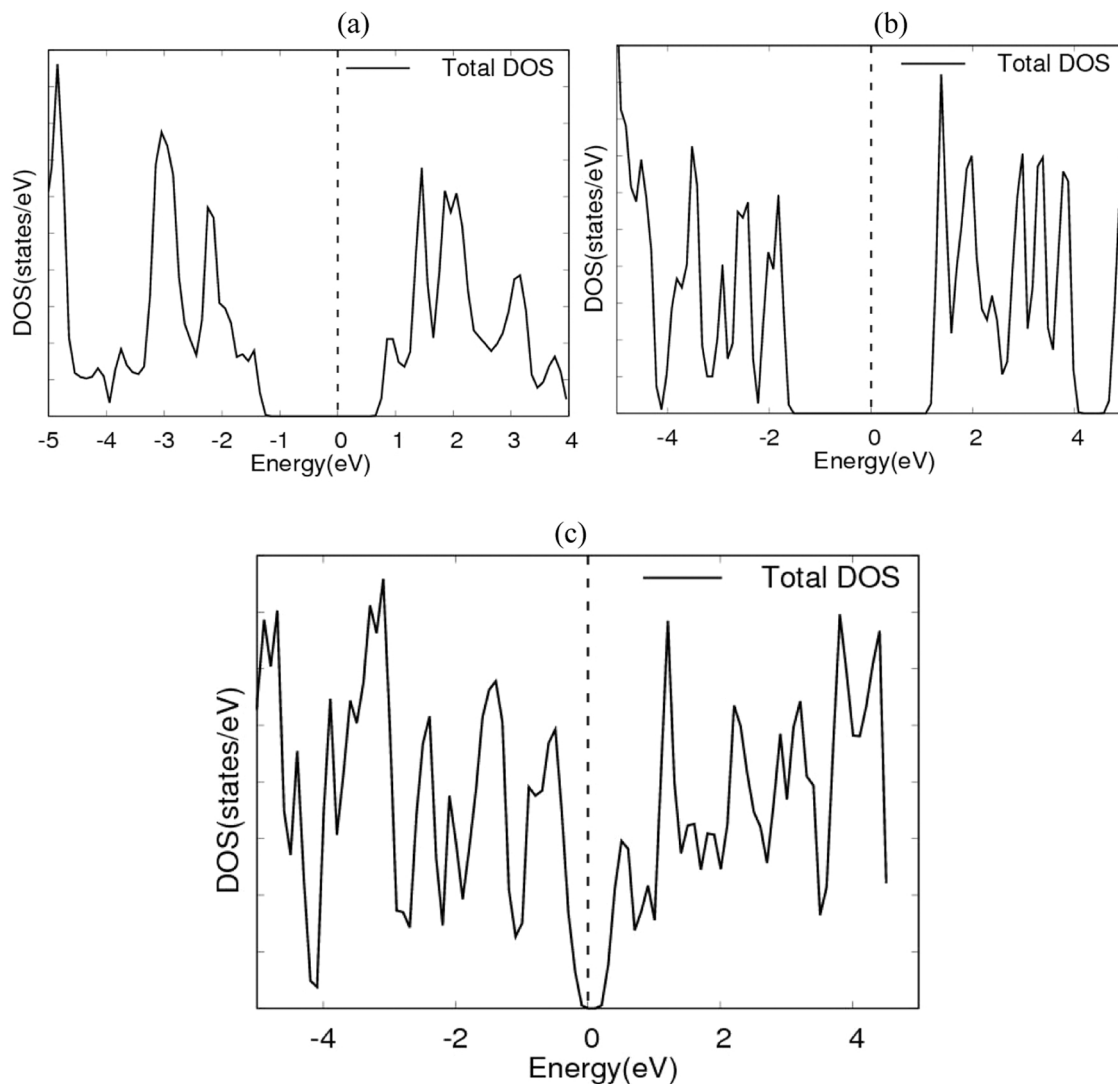 (a)
Total DOS
DOS(states/eV)
-5 -4 -3 -2 -1 0 1 2 3 4
Energy(eV)
(b)
Total DOS
DOS(states/eV)
-4 -2 0 2 4
Energy(eV)
(c)
Total DOS
DOS(states/eV)
-4 -2 0 2 4
Energy(eV)